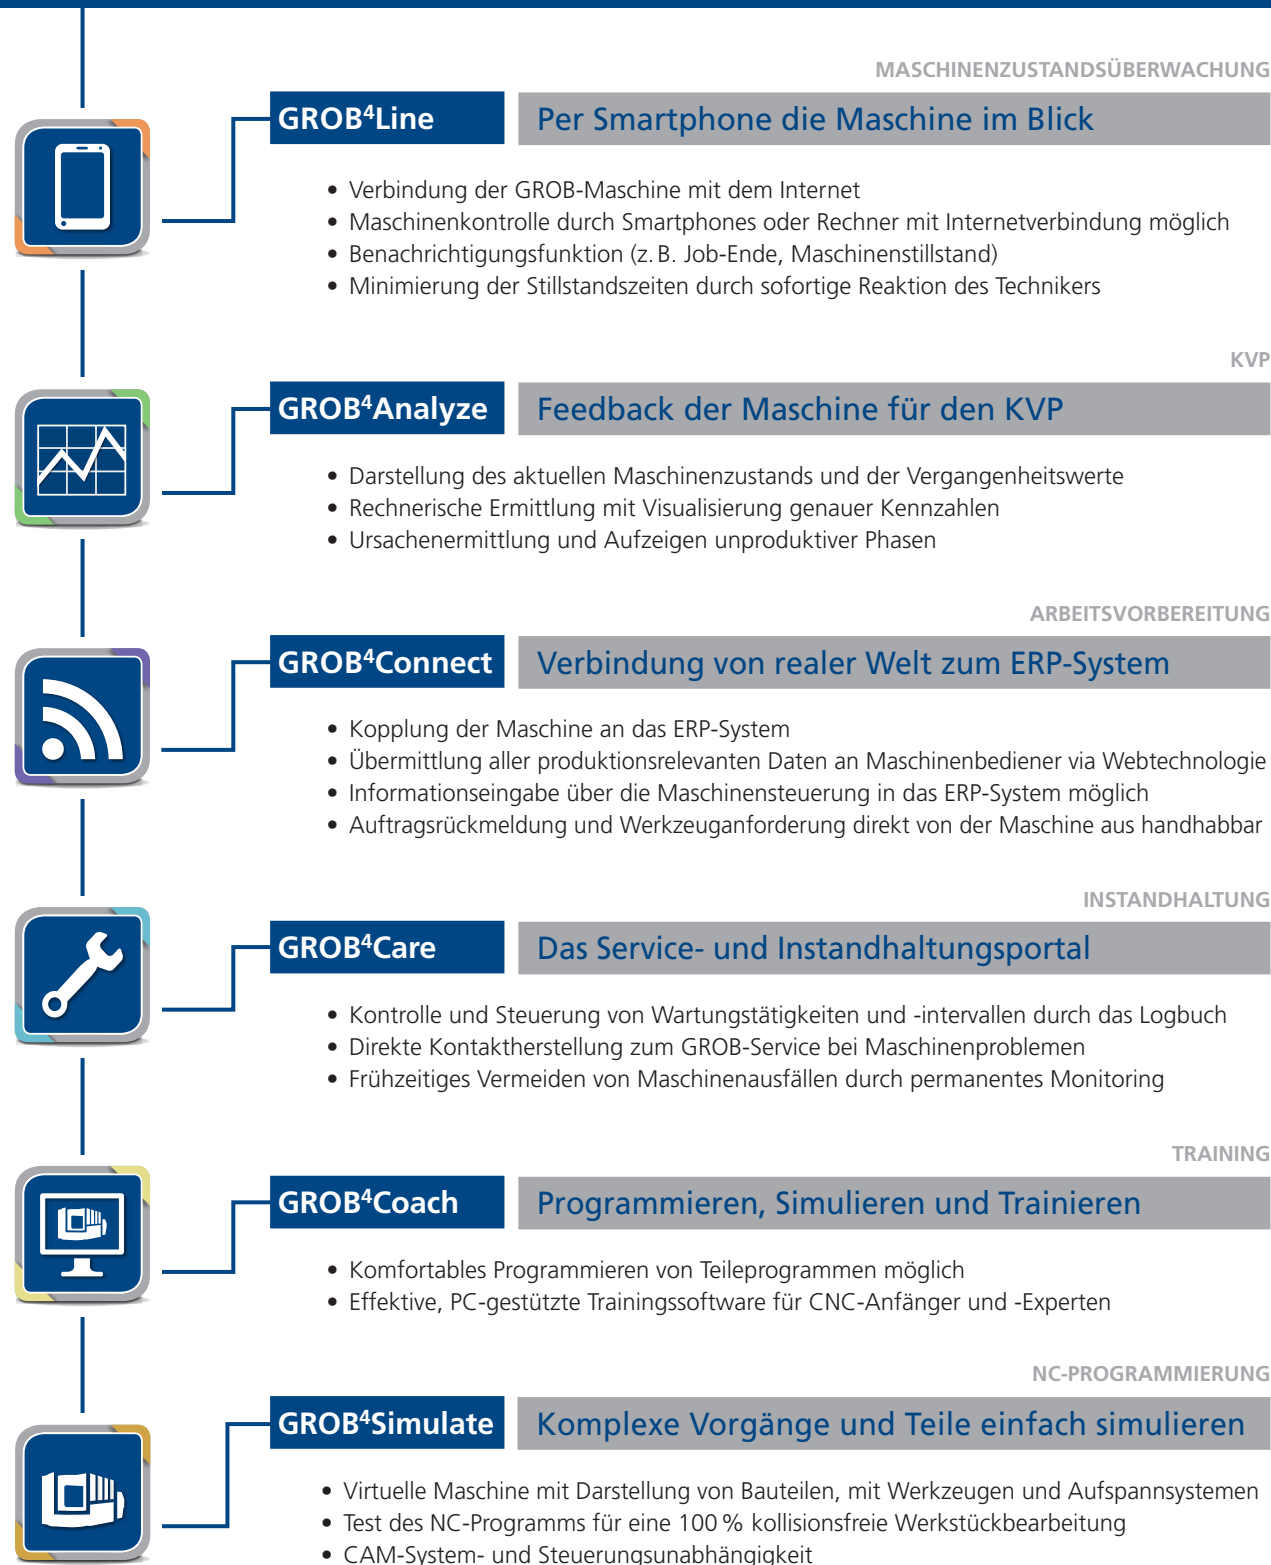 MASCHINENZUSTANDSÜBERWACHUNG
GROB⁴Line Per Smartphone die Maschine im Blick
• Verbindung der GROB-Maschine mit dem Internet
• Maschinenkontrolle durch Smartphones oder Rechner mit Internetverbindung möglich
• Benachrichtigungsfunktion (z. B. Job-Ende, Maschinenstillstand)
• Minimierung der Stillstandszeiten durch sofortige Reaktion des Technikers
KVP
GROB⁴Analyze Feedback der Maschine für den KVP
• Darstellung des aktuellen Maschinenzustands und der Vergangenheitswerte
• Rechnerische Ermittlung mit Visualisierung genauer Kennzahlen
• Ursachenermittlung und Aufzeigen unproduktiver Phasen
ARBEITSVORBEREITUNG
GROB⁴Connect Verbindung von realer Welt zum ERP-System
• Kopplung der Maschine an das ERP-System
• Übermittlung aller produktionsrelevanten Daten an Maschinenbediener via Webtechnologie
• Informationseingabe über die Maschinensteuerung in das ERP-System möglich
• Auftragsrückmeldung und Werkzeuganforderung direkt von der Maschine aus handhabbar
INSTANDHALTUNG
GROB⁴Care Das Service- und Instandhaltungsportal
• Kontrolle und Steuerung von Wartungstätigkeiten und -intervallen durch das Logbuch
• Direkte Kontaktherstellung zum GROB-Service bei Maschinenproblemen
• Frühzeitiges Vermeiden von Maschinenausfällen durch permanentes Monitoring
TRAINING
GROB⁴Coach Programmieren, Simulieren und Trainieren
• Komfortables Programmieren von Teileprogrammen möglich
• Effektive, PC-gestützte Trainingssoftware für CNC-Anfänger und -Experten
NC-PROGRAMMIERUNG
GROB⁴Simulate Komplexe Vorgänge und Teile einfach simulieren
• Virtuelle Maschine mit Darstellung von Bauteilen, mit Werkzeugen und Aufspannsystemen
• Test des NC-Programms für eine 100 % kollisionsfreie Werkstückbearbeitung
• CAM-System- und Steuerungsunabhängigkeit